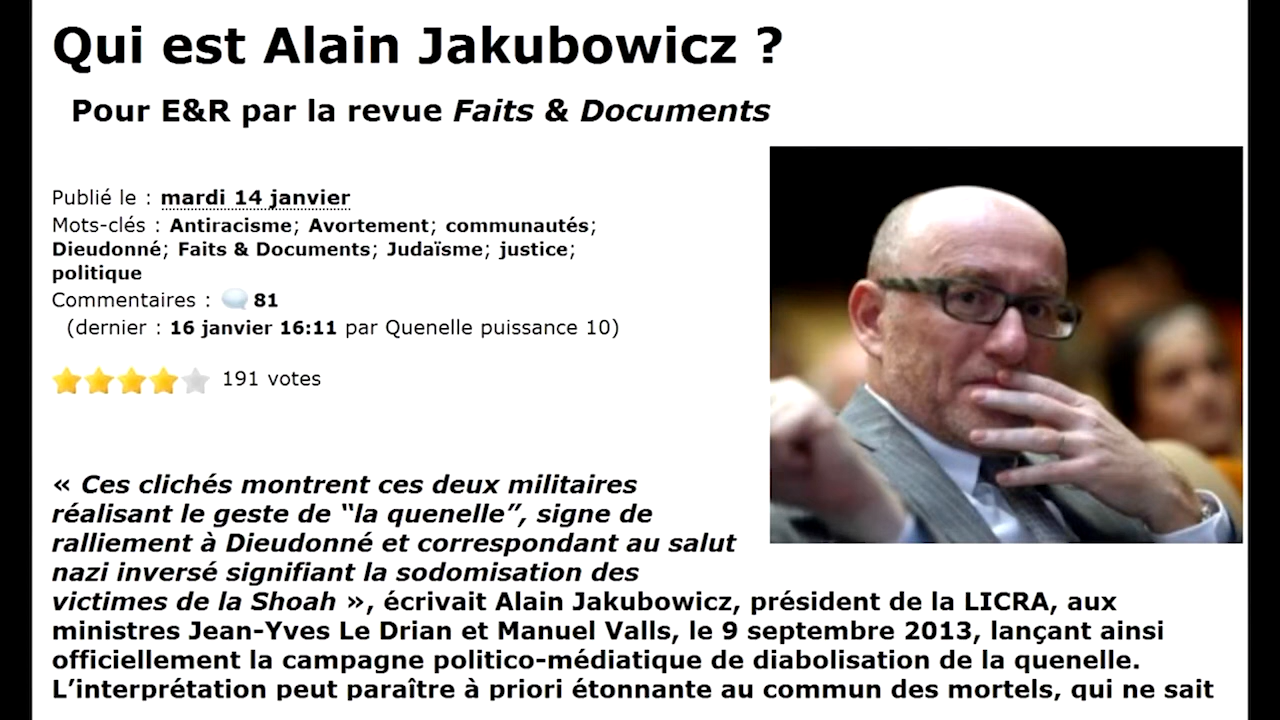 Qui est Alain Jakubowicz ?
Pour E&R par la revue Faits & Documents
Publié le : mardi 14 janvier
Mots-clés : Antiracisme; Avortement; communautés;
Dieudonné; Faits & Documents; Judaïsme; justice;
politique
Commentaires : 81
(dernier : 16 janvier 16:11 par Quenelle puissance 10)
191 votes
« Ces clichés montrent ces deux militaires
réalisant le geste de “la quenelle”, signe de
ralliement à Dieudonné et correspondant au salut
nazi inversé signifiant la sodomisation des
victimes de la Shoah », écrivait Alain Jakubowicz, président de la LICRA, aux
ministres Jean-Yves Le Drian et Manuel Valls, le 9 septembre 2013, lançant ainsi
officiellement la campagne politico-médiatique de diabolisation de la quenelle.
L’interprétation peut paraître à priori étonnante au commun des mortels, qui ne sait